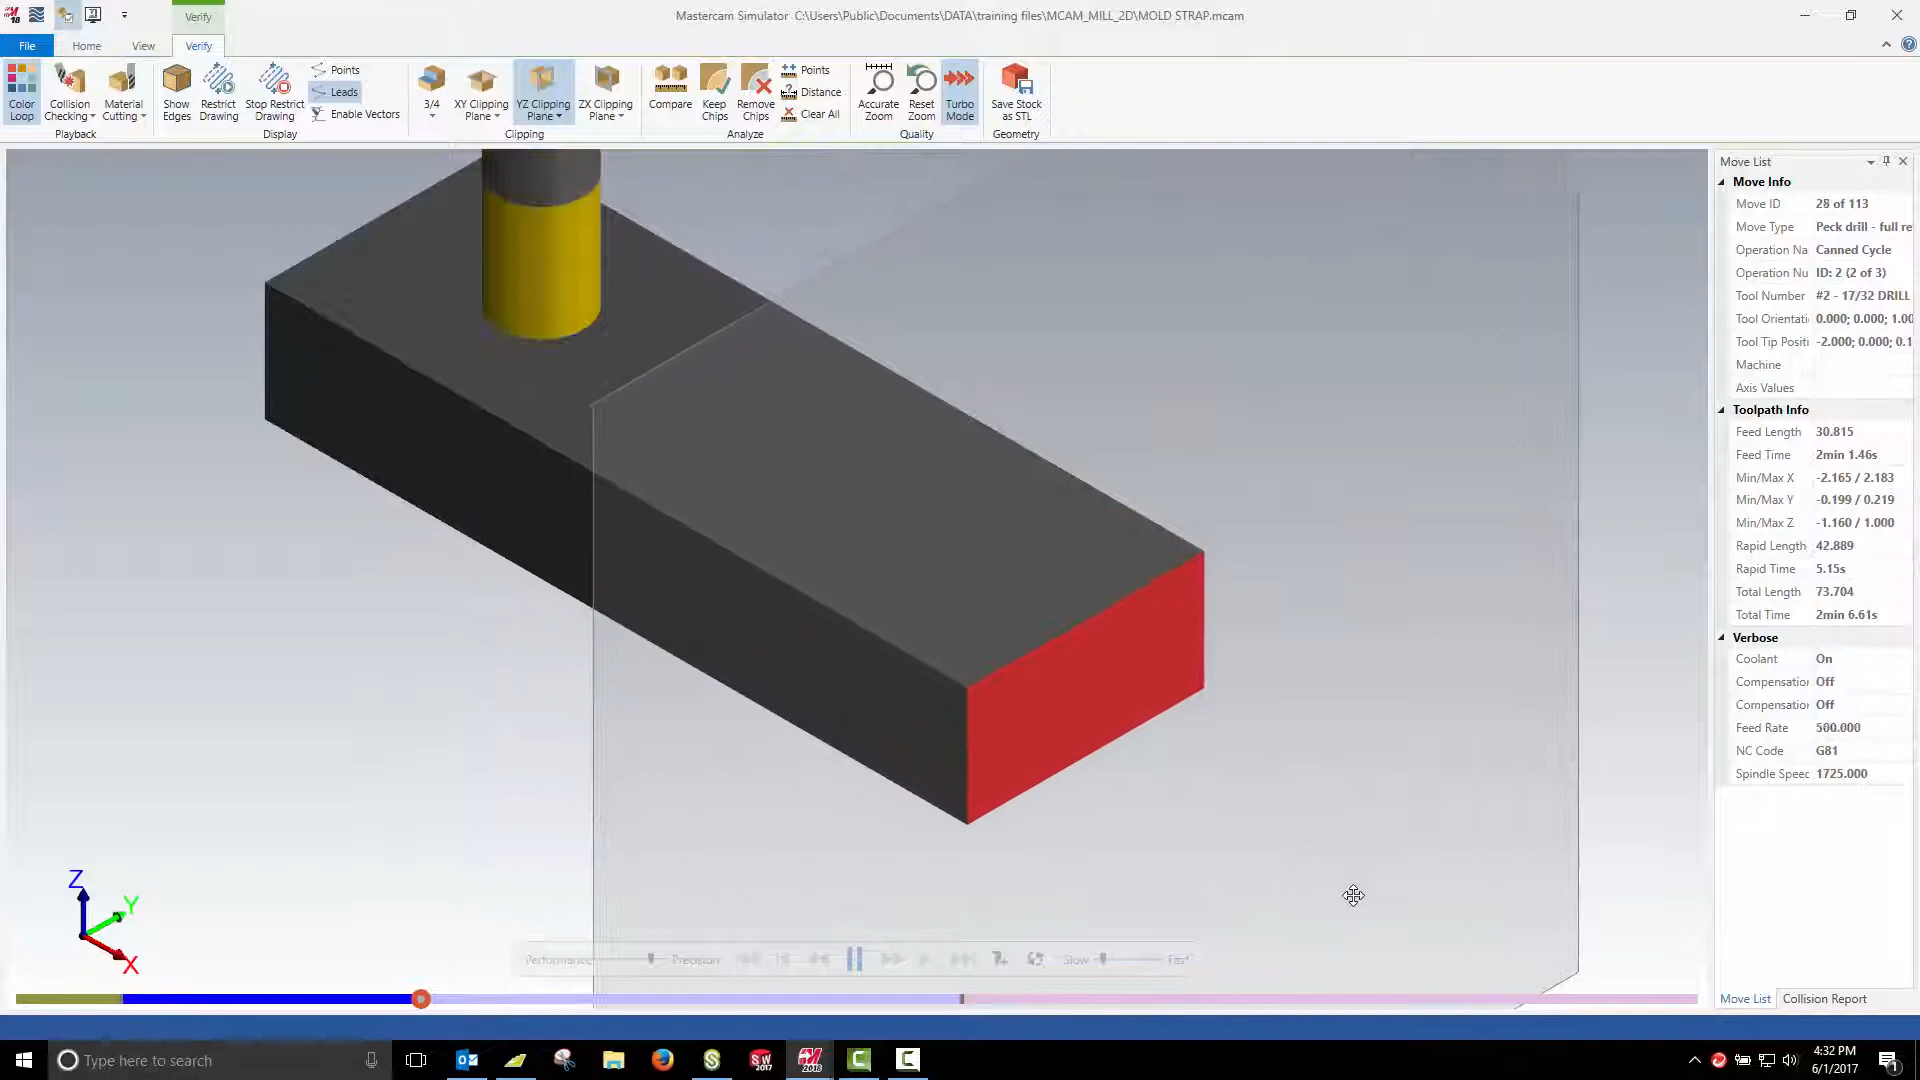 Verify
Mastercam Simulator C:\Users\Public\Documents\DATA\training files\MCAM_MILL_2D\MOLD STRAP.mcam
File Home View Verify
Color Loop
Collision Checking
Material Cutting
Playback
Show Edges
Restrict Drawing
Stop Restrict Drawing
Points
Leads
Enable Vectors
Display
3/4
XY Clipping Plane
YZ Clipping Plane
ZX Clipping Plane
Clipping
Compare
Keep Chips
Remove Chips
Points
Distance
Clear All
Analyze
Accurate Zoom
Reset Zoom
Turbo Mode
Quality
Save Stock as STL
Geometry
Move List
Move Info
Move ID 28 of 113
Move Type Peck drill - full re
Operation Na Canned Cycle
Operation Nu ID: 2 (2 of 3)
Tool Number #2 - 17/32 DRILL
Tool Orientati 0.000; 0.000; 1.00
Tool Tip Positi -2.000; 0.000; 0.1
Machine
Axis Values
Toolpath Info
Feed Length 30.815
Feed Time 2min 1.46s
Min/Max X -2.165 / 2.183
Min/Max Y -0.199 / 0.219
Min/Max Z -1.160 / 1.000
Rapid Length 42.889
Rapid Time 5.15s
Total Length 73.704
Total Time 2min 6.61s
Verbose
Coolant On
Compensatio Off
Compensatio Off
Feed Rate 500.000
NC Code G81
Spindle Speed 1725.000
Z
Y
X
Performance Precision Slow Fast
Move List Collision Report
Type here to search
4:32 PM
6/1/2017